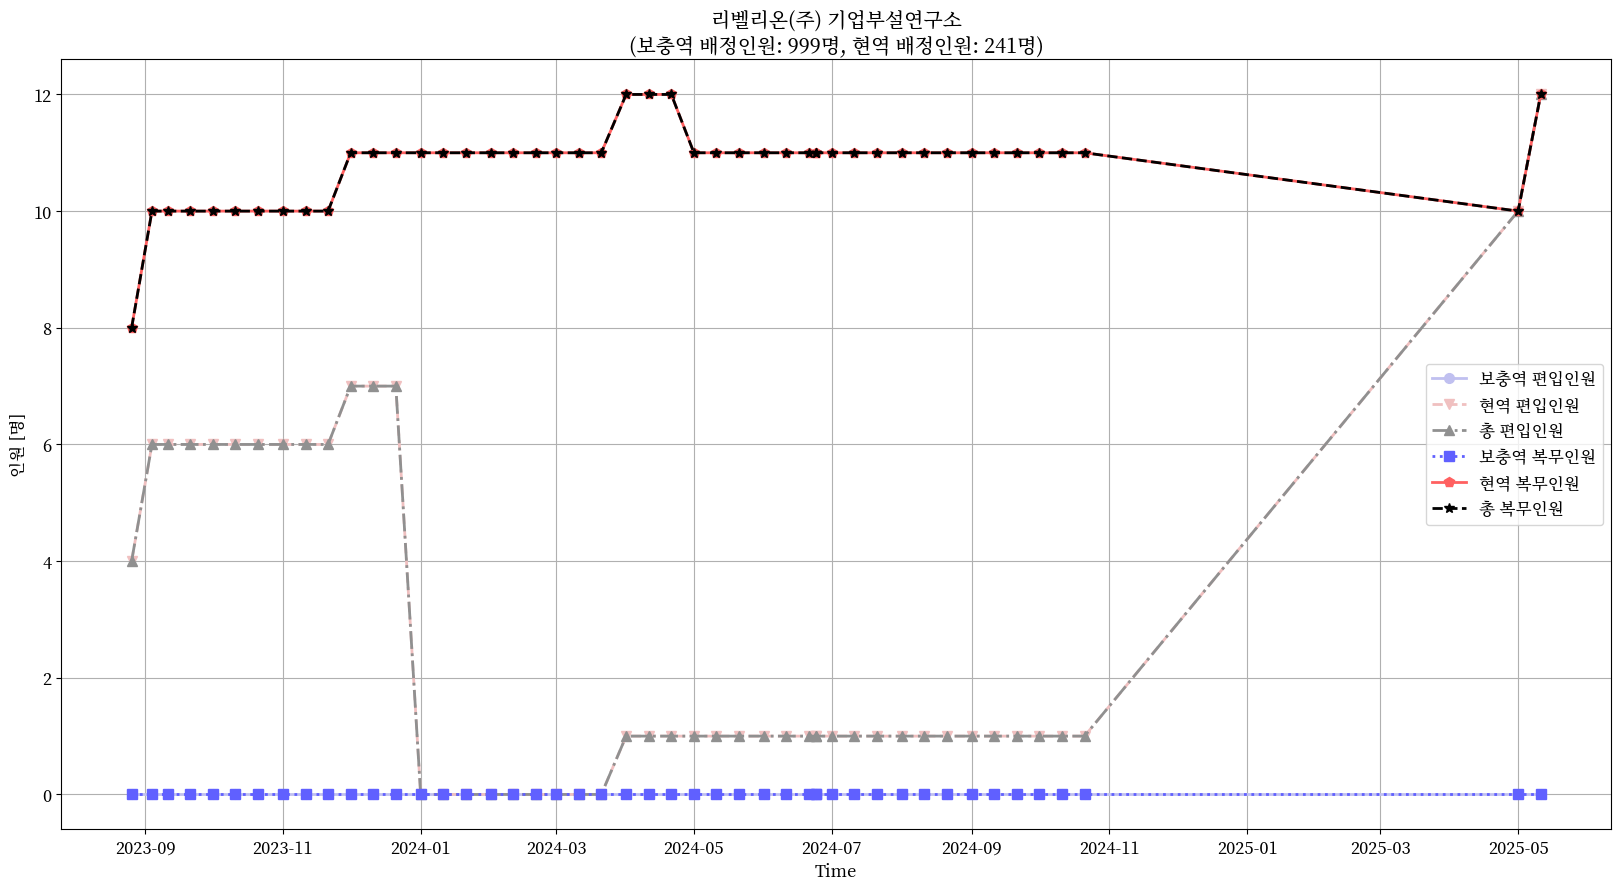 리벨리온(주) 기업부설연구소
(보충역 배정인원: 999명, 현역 배정인원: 241명)
인원 [명]
12
10
8
6
4
2
0
보충역 편입인원
현역 편입인원
총 편입인원
보충역 복무인원
현역 복무인원
총 복무인원
2023-09
2023-11
2024-01
2024-03
2024-05
2024-07
2024-09
2024-11
2025-01
2025-03
2025-05
Time